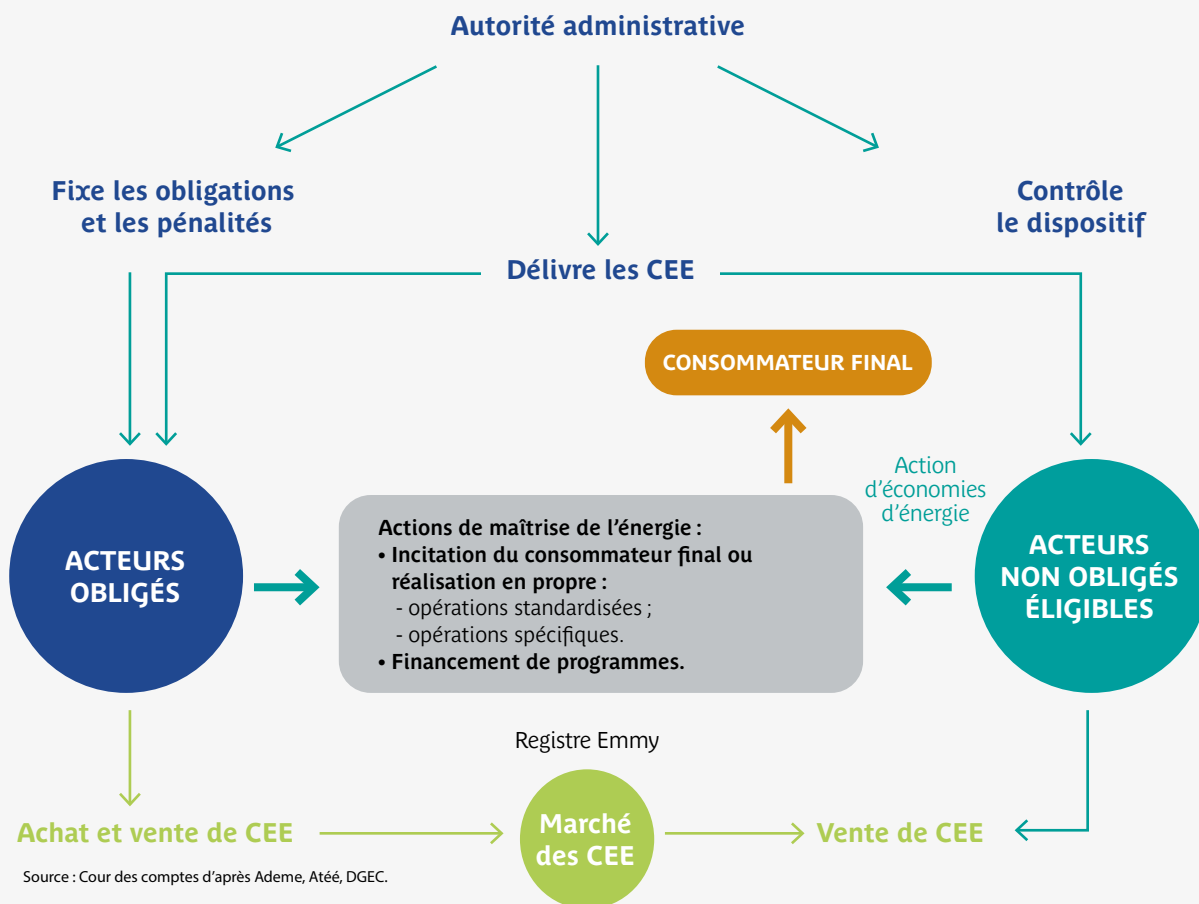 Autorité administrative
Fixe les obligations
et les pénalités
Contrôle
le dispositif
Délivre les CEE
CONSOMMATEUR FINAL
Action
d'économies
d'énergie
ACTEURS
OBLIGÉS
Actions de maîtrise de l'énergie :
• Incitation du consommateur final ou
réalisation en propre :
- opérations standardisées ;
- opérations spécifiques.
• Financement de programmes.
ACTEURS
NON OBLIGÉS
ÉLIGIBLES
Registre Emmy
Achat et vente de CEE
Marché
des CEE
Vente de CEE
Source : Cour des comptes d'après Ademe, Atéé, DGEC.